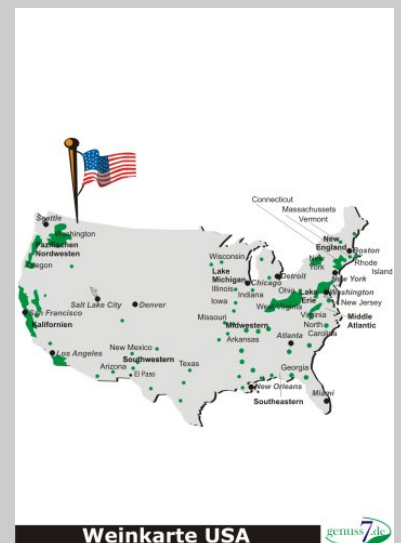 Connecticut
Massachussets
Vermont
Seattle
Washington
Pazifischen
Nordwesten
Oregon
New
England
Boston
Rhode
Island
New
York
New York
Wisconsin
Lake
Michigan
Chicago
Detroit
Illinois
Indiana
Ohio
Lake
Erie
Washington
New Jersey
Iowa
West Virginia
Virginia
Middle
Atlantic
Salt Lake City
Denver
San Francisco
Kalifornien
Missouri
Midwestern
North
Carolina
Arkansas
Atlanta
Los Angeles
New Mexico
Southwestern
Arizona
El Paso
Texas
Georgia
New Orleans
Southeastern
Miami
Weinkarte USA
genuss7.de